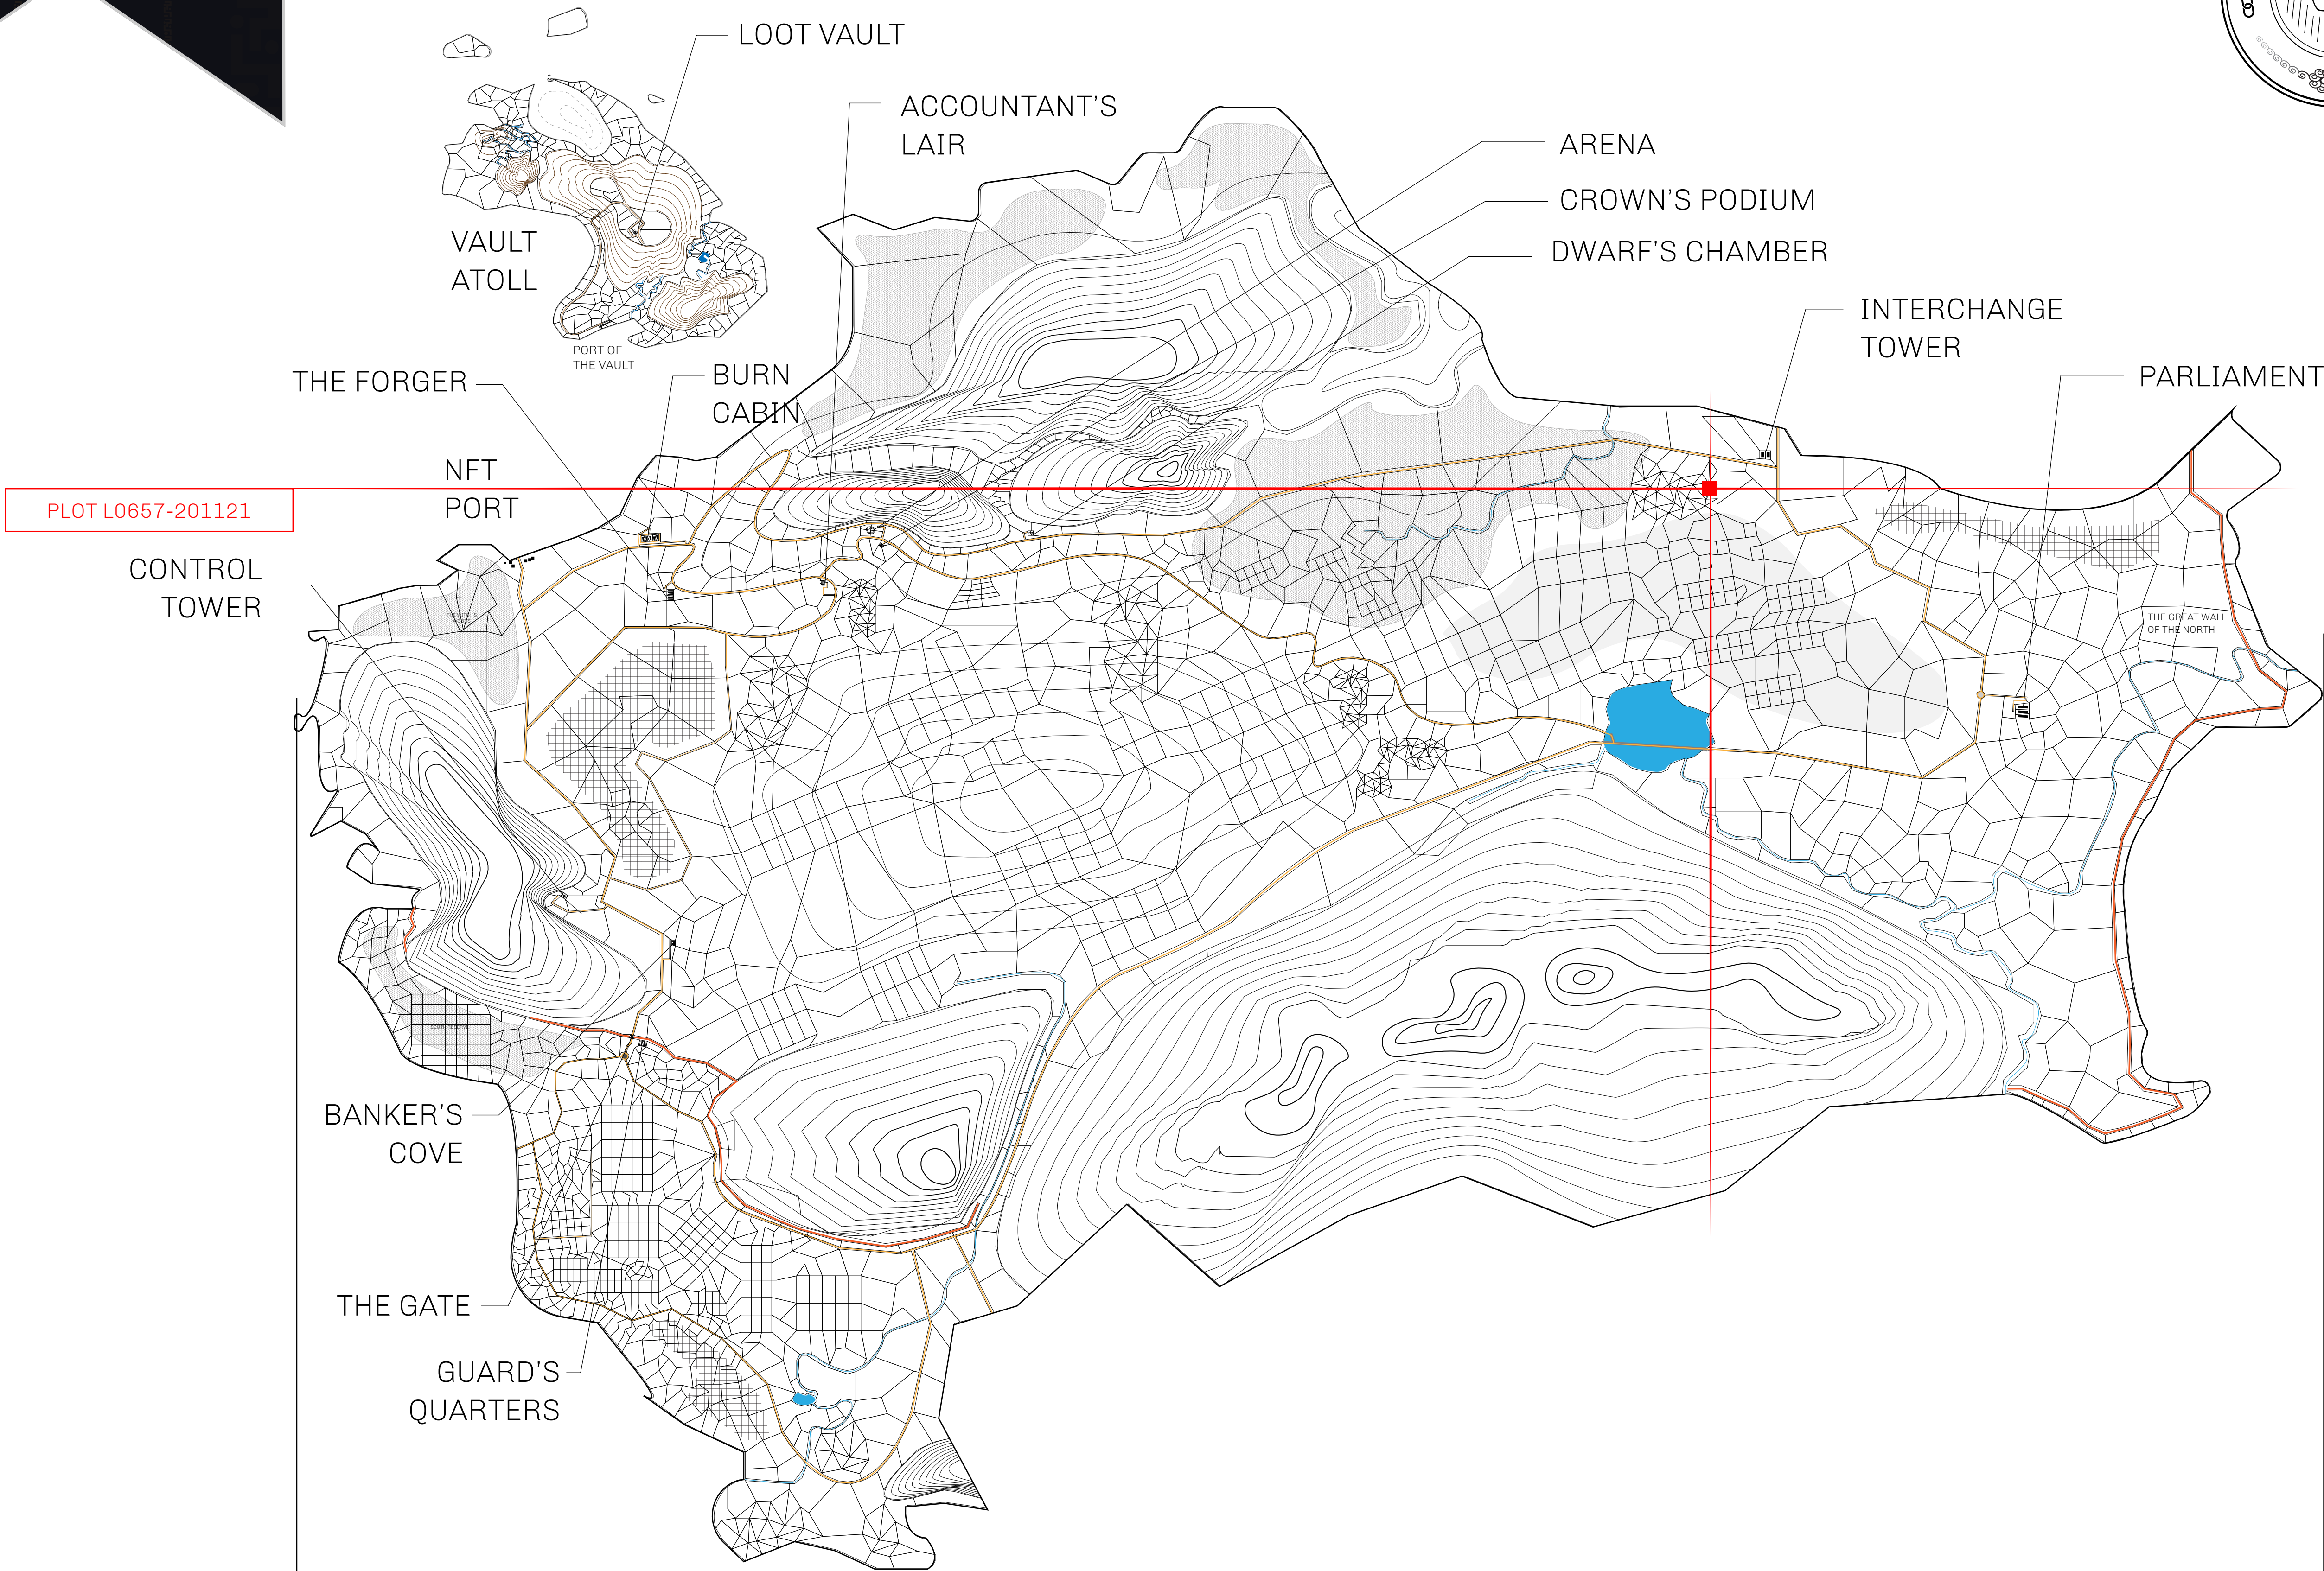 LOOT VAULT
ACCOUNTANT'S
LAIR
ARENA
CROWN'S PODIUM
DWARF'S CHAMBER
VAULT
ATOLL
INTERCHANGE
TOWER
PORT OF
THE VAULT
THE FORGER
BURN
CABIN
PARLIAMENT
NFT
PORT
PLOT L0657-201121
CONTROL
TOWER
THE GREAT WALL
OF THE NORTH
SOUTH RESERVE
BANKER'S
COVE
THE GATE
GUARD'S
QUARTERS